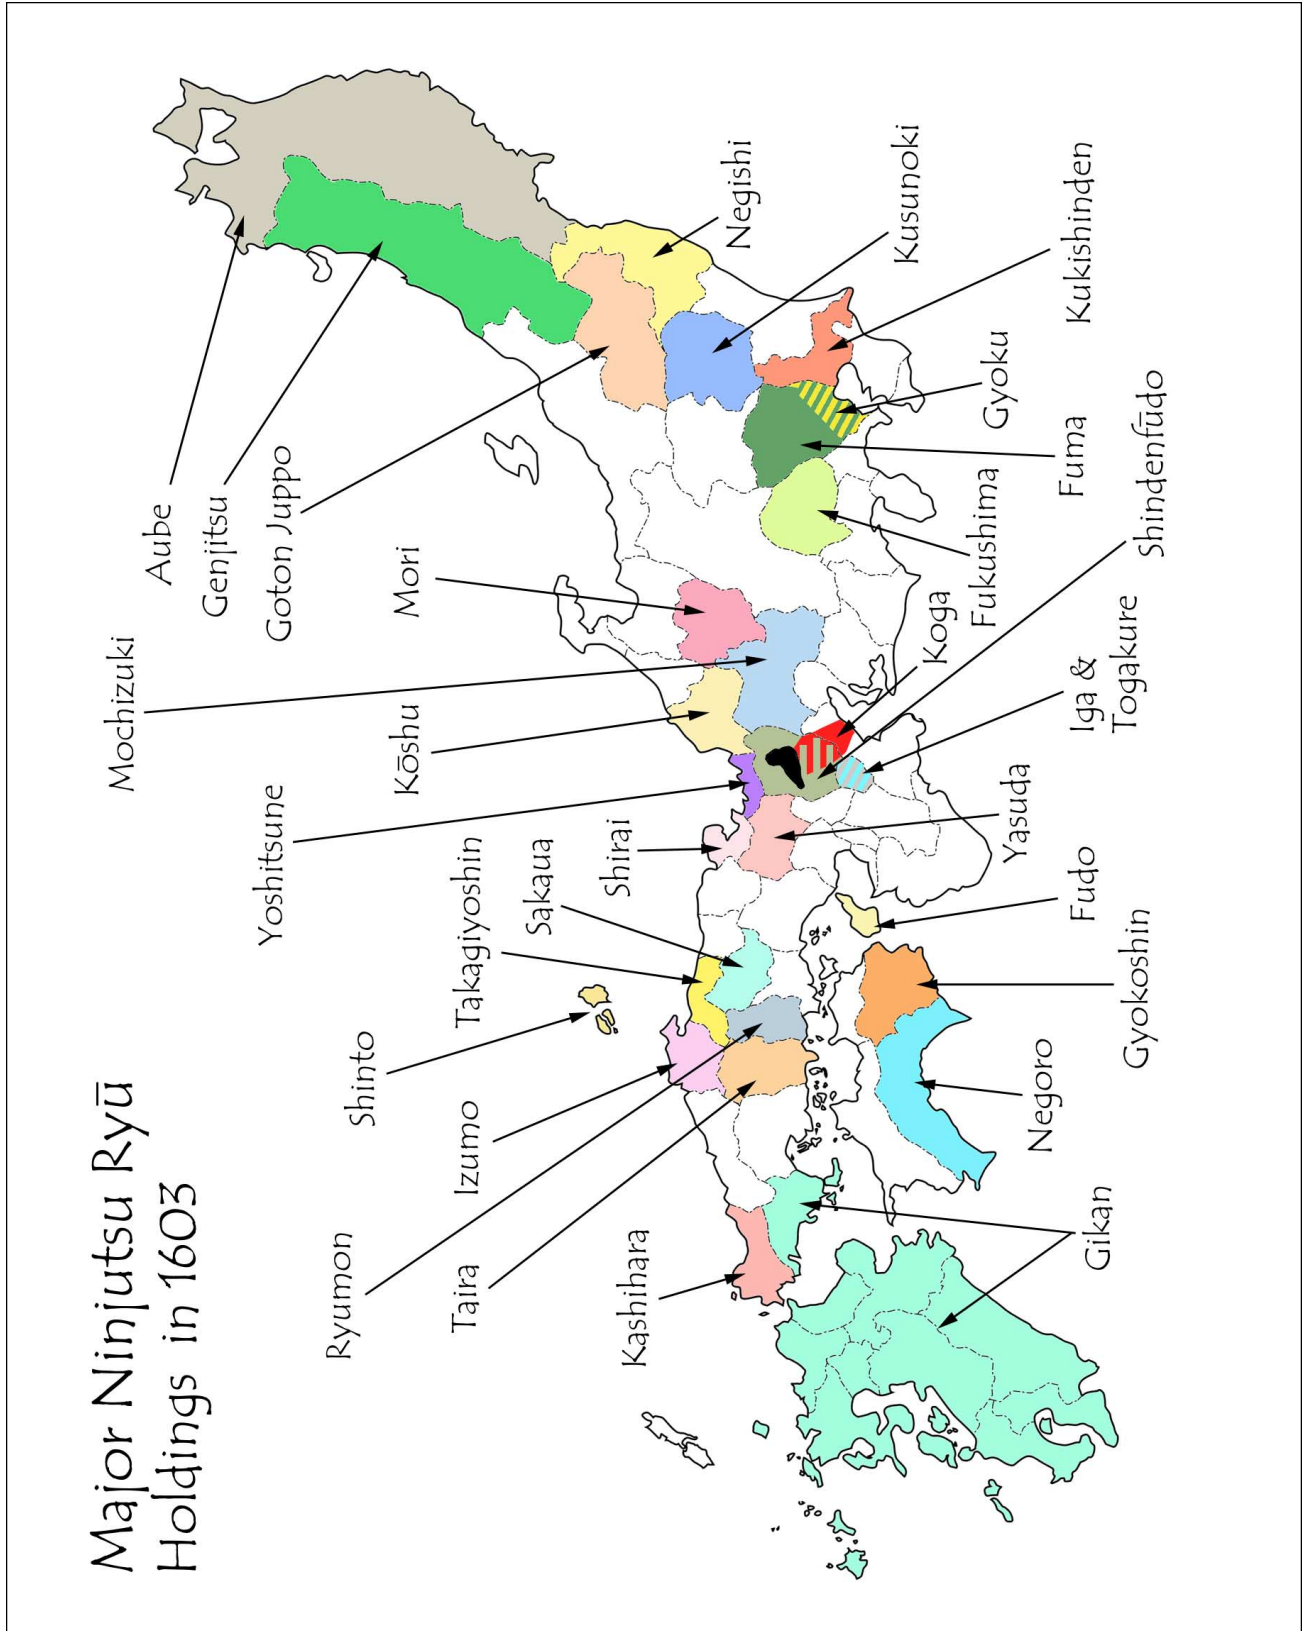 Major Ninjutsu Ryū
Holdings in 1603
Aube
Genjitsu
Goton Juppo
Mori
Mochizuki
Kōshu
Yoshitsune
Shirai
Sakaua
Takagiyoshin
Shinto
Izumo
Ryumon
Taira
Kashihara
Negishi
Kusunoki
Kukishinden
Gyoku
Fuma
Shindenfūdo
Fukushima
Koga
Iga &
Togakure
Yasuda
Fudo
Gyokoshin
Negoro
Gikan